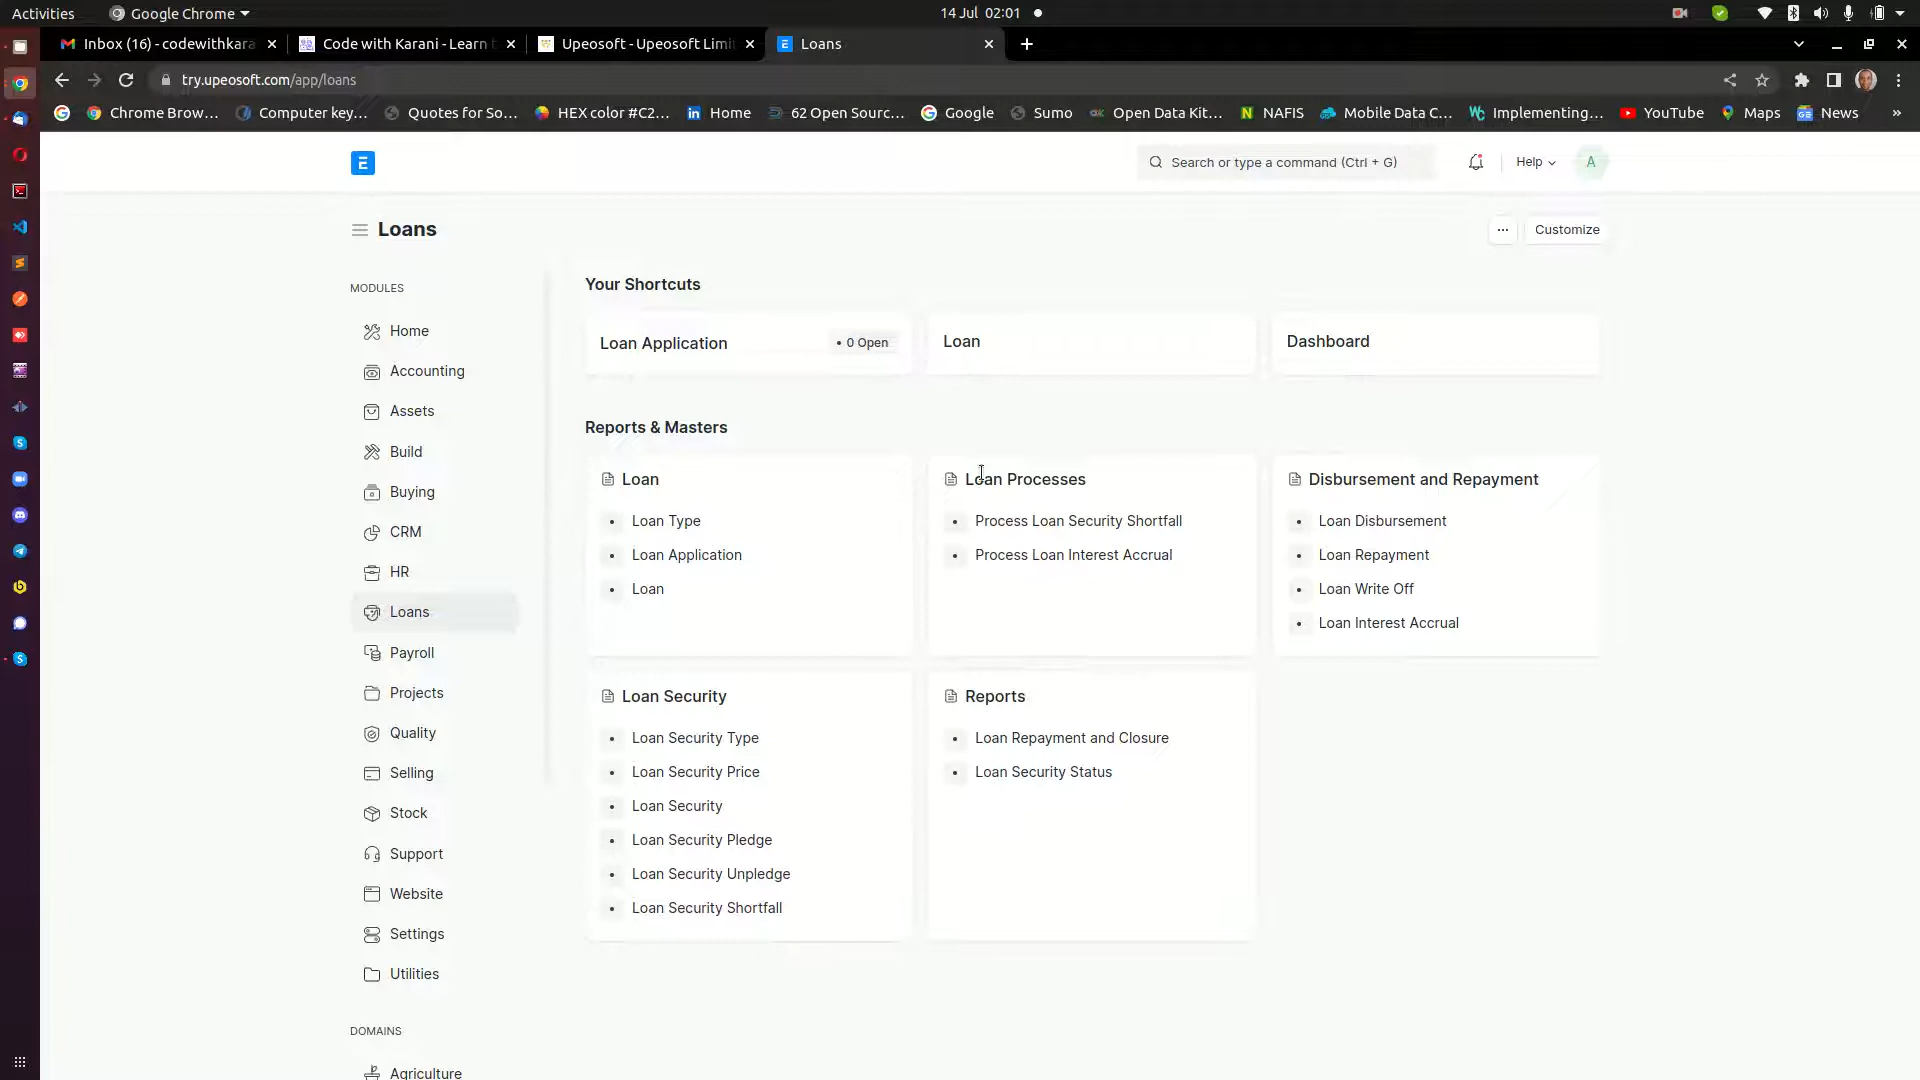 Activities
Google Chrome
14 Jul 02:01
Inbox (16) - codewithkara
Code with Karani - Learn t
Upeosoft - Upeosoft Limi
Loans
try.upeosoft.com/app/loans
Chrome Brow...
Computer key...
Quotes for So...
HEX color #C2...
Home
62 Open Sourc...
Google
Sumo
Open Data Kit...
NAFIS
Mobile Data C...
Implementing...
YouTube
Maps
News
»
E
Search or type a command (Ctrl + G)
Help
A
Loans
...
Customize
MODULES
Home
Accounting
Assets
Build
Buying
CRM
HR
Loans
Payroll
Projects
Quality
Selling
Stock
Support
Website
Settings
Utilities
DOMAINS
Agriculture
Your Shortcuts
Loan Application
• 0 Open
Loan
Dashboard
Reports & Masters
Loan
• Loan Type
• Loan Application
• Loan
Loan Processes
• Process Loan Security Shortfall
• Process Loan Interest Accrual
Disbursement and Repayment
• Loan Disbursement
• Loan Repayment
• Loan Write Off
• Loan Interest Accrual
Loan Security
• Loan Security Type
• Loan Security Price
• Loan Security
• Loan Security Pledge
• Loan Security Unpledge
• Loan Security Shortfall
Reports
• Loan Repayment and Closure
• Loan Security Status